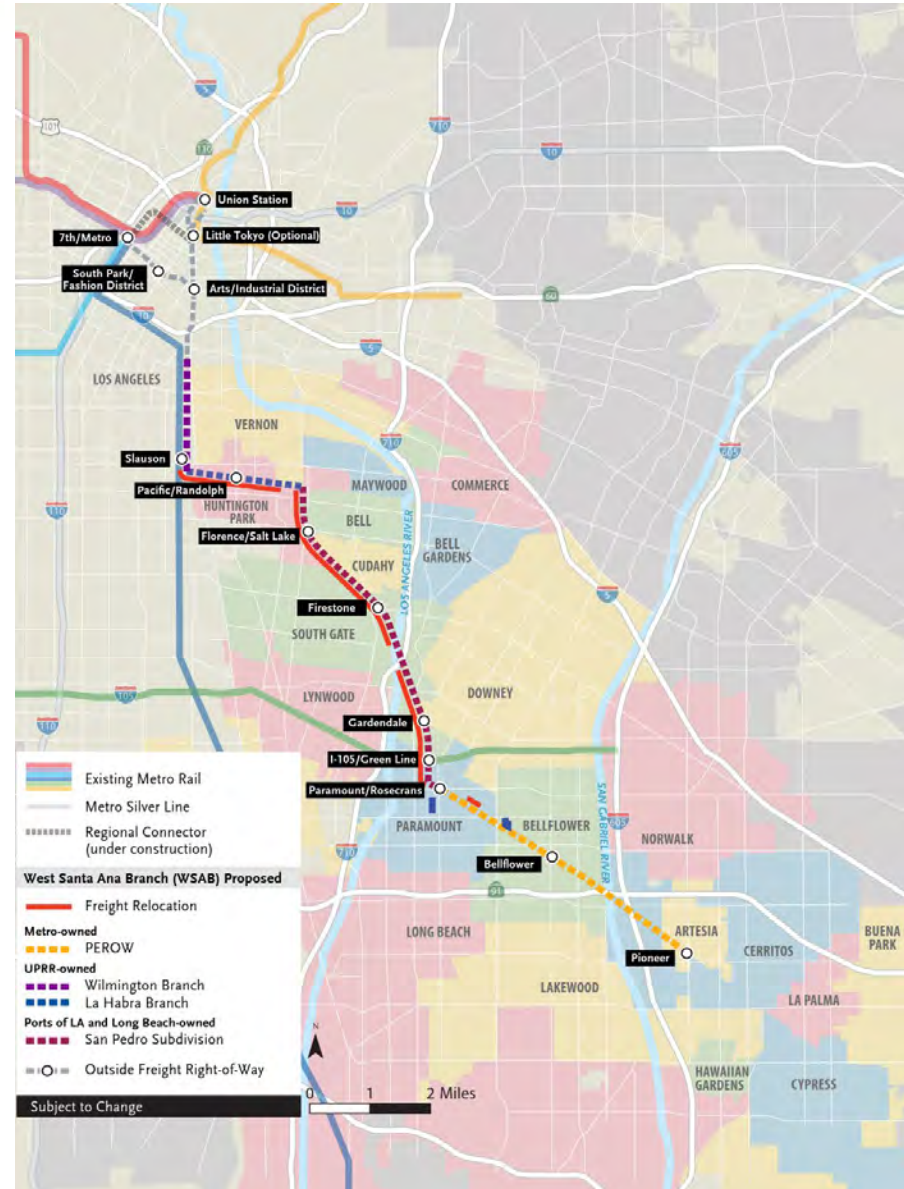 5
101
710
110
10
10
Union Station
7th/Metro
Little Tokyo (Optional)
South Park/
Fashion District
Arts/Industrial District
60
10
5
LOS ANGELES
VERNON
710
605
Slauson
Pacific/Randolph
MAYWOOD
COMMERCE
110
HUNTINGTON
PARK
BELL
Florence/Salt Lake
BELL
GARDENS
CUDAHY
LOS ANGELES RIVER
Firestone
5
SOUTH GATE
LYNWOOD
DOWNEY
105
110
Gardendale
I-105/Green Line
Paramount/Rosecrans
SAN GABRIEL RIVER
605
PARAMOUNT
BELLFLOWER
NORWALK
710
Bellflower
91
LONG BEACH
ARTESIA
BUENA
PARK
CERRITOS
Pioneer
LAKEWOOD
LA PALMA
HAWAIIAN
GARDENS
CYPRESS
Existing Metro Rail
Metro Silver Line
Regional Connector
(under construction)
West Santa Ana Branch (WSAB) Proposed
Freight Relocation
Metro-owned
PEROW
UPRR-owned
Wilmington Branch
La Habra Branch
Ports of LA and Long Beach-owned
San Pedro Subdivision
Outside Freight Right-of-Way
Subject to Change
N
0 1 2 Miles